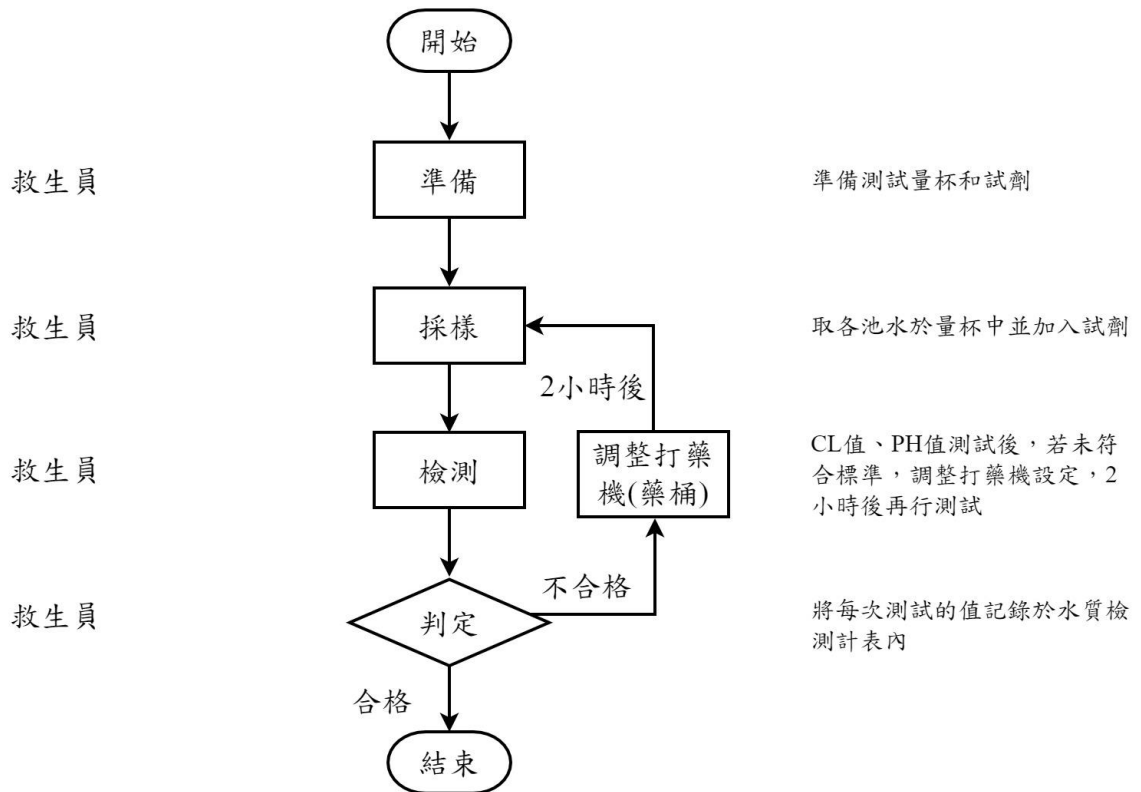 開始
救生員
準備
準備測試量杯和試劑
救生員
採樣
取各池水於量杯中並加入試劑
2小時後
救生員
檢測
調整打藥
機(藥桶)
CL值、PH值測試後，若未符
合標準，調整打藥機設定，2
小時後再行測試
不合格
救生員
判定
將每次測試的值記錄於水質檢
測計表內
合格
結束